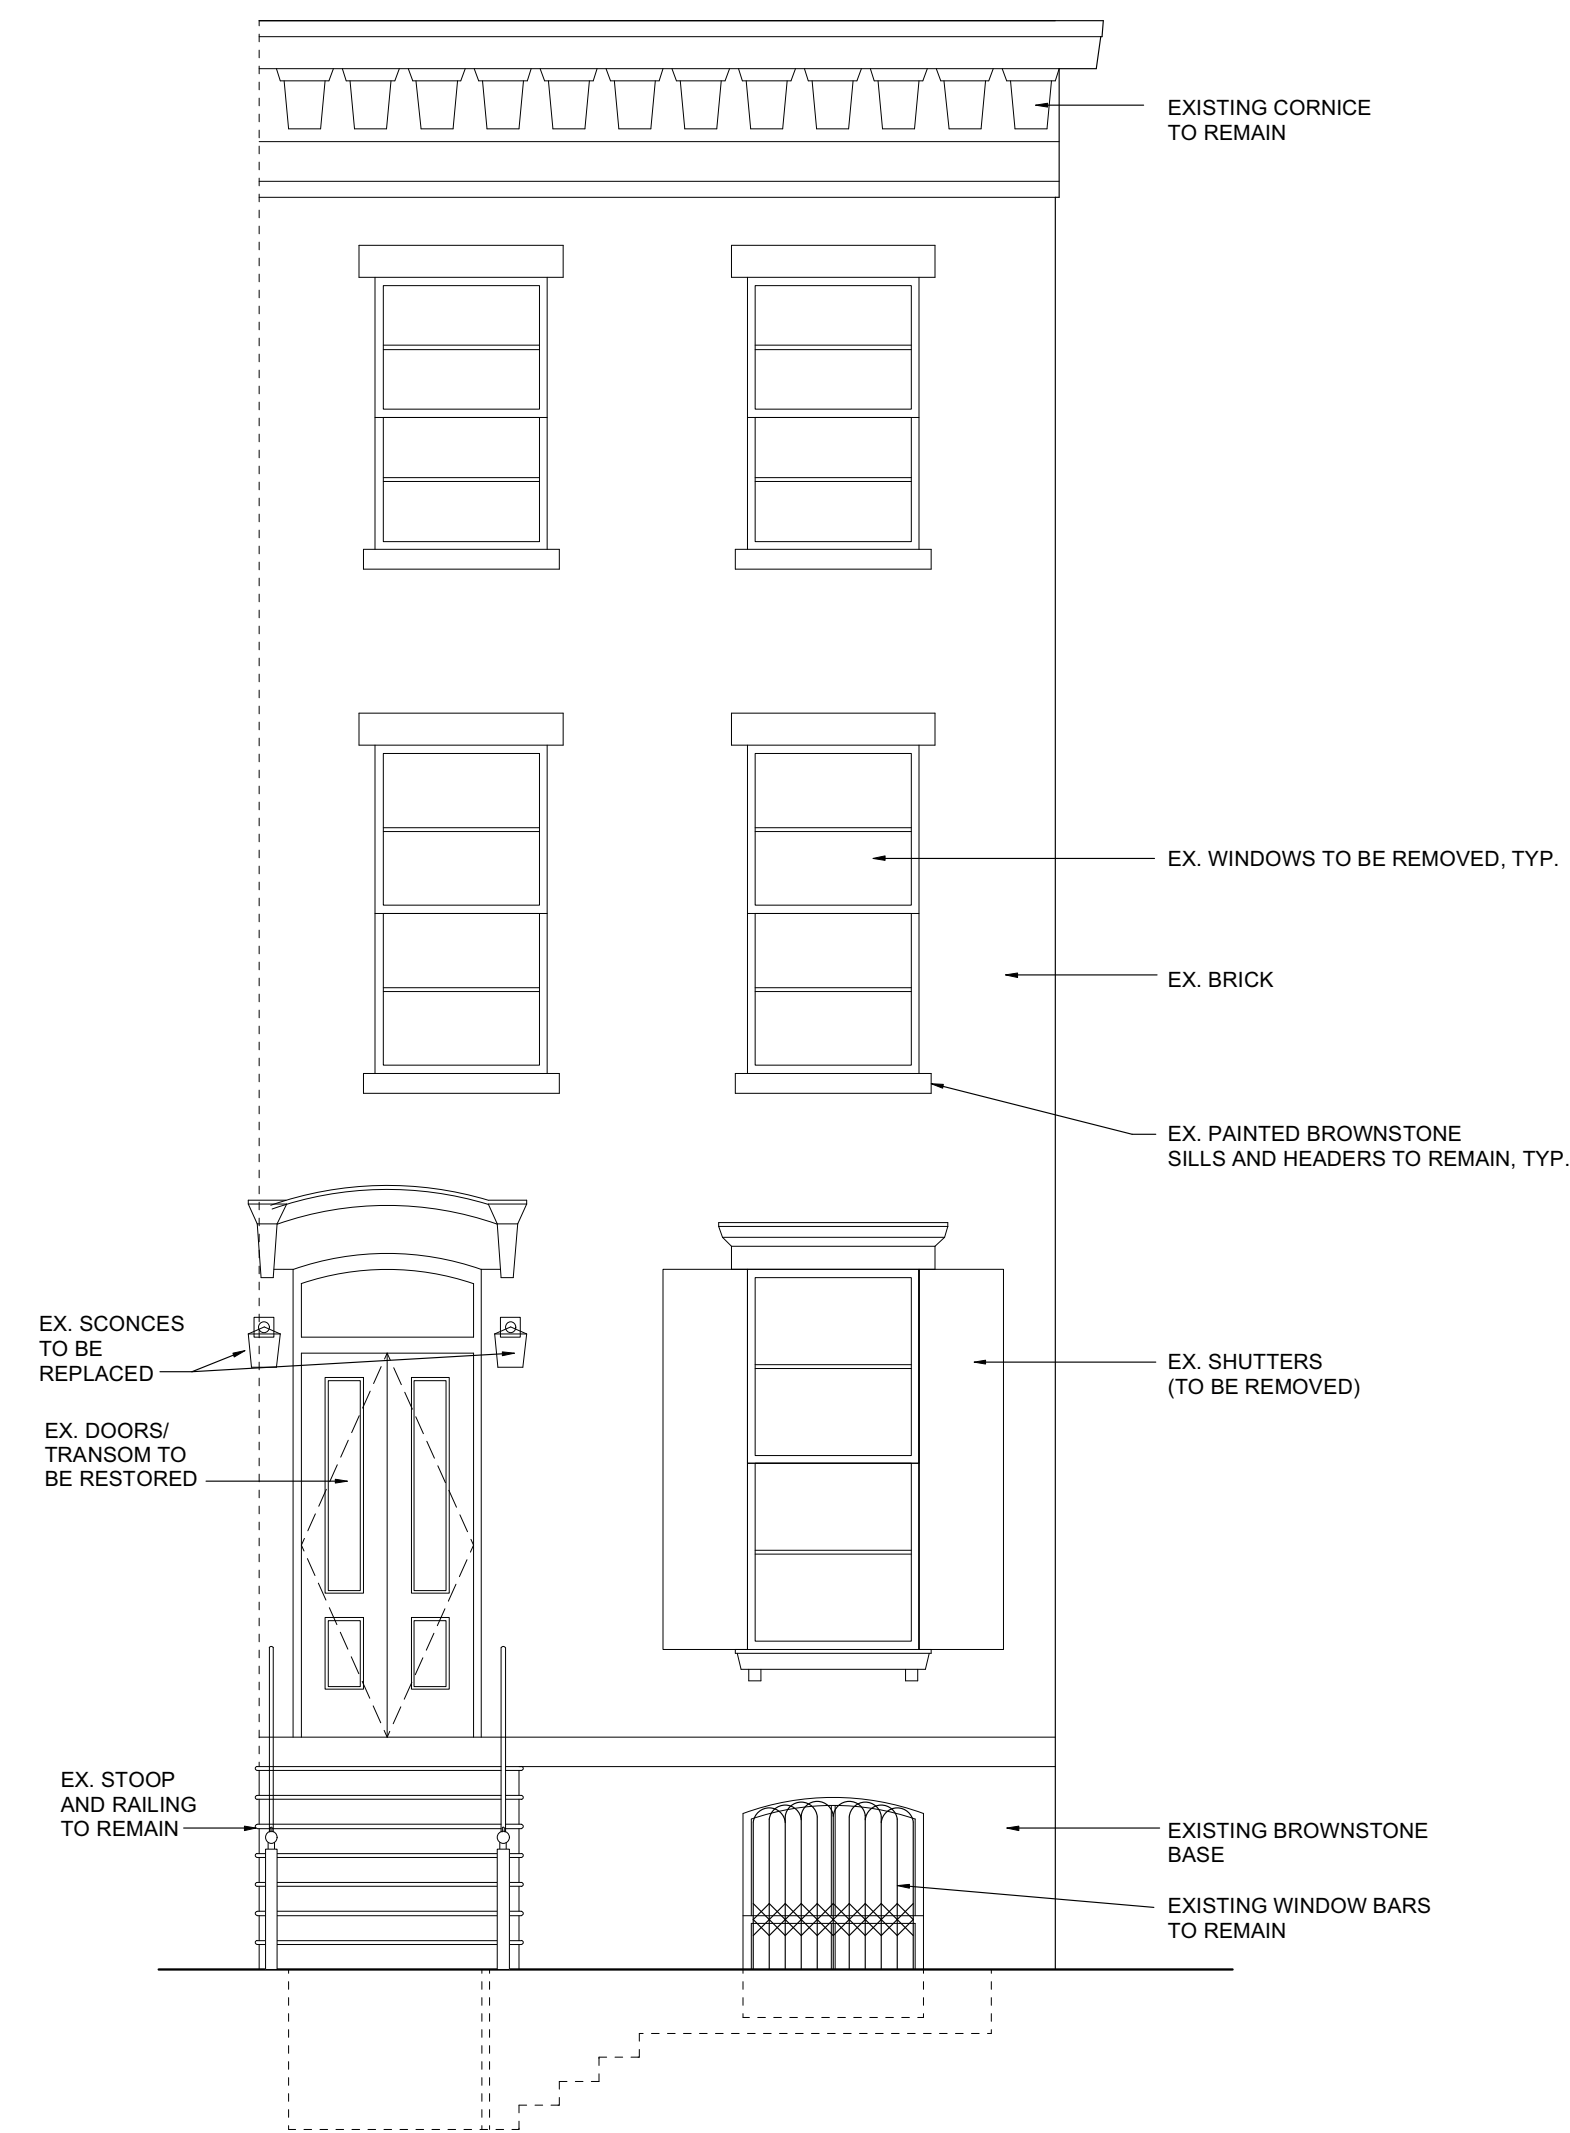 EXISTING CORNICE
TO REMAIN
EX. WINDOWS TO BE REMOVED, TYP.
EX. BRICK
EX. PAINTED BROWNSTONE
SILLS AND HEADERS TO REMAIN, TYP.
EX. SCONCES
TO BE
REPLACED
EX. SHUTTERS
(TO BE REMOVED)
EX. DOORS/
TRANSOM TO
BE RESTORED
EX. STOOP
AND RAILING
TO REMAIN
EXISTING BROWNSTONE
BASE
EXISTING WINDOW BARS
TO REMAIN